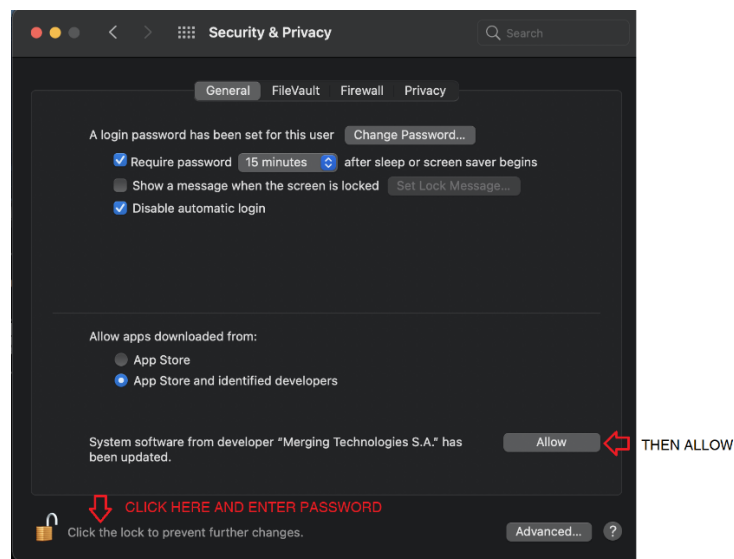 Security & Privacy
Search
General FileVault Firewall Privacy
A login password has been set for this user Change Password...
Require password 15 minutes after sleep or screen saver begins
Show a message when the screen is locked Set Lock Message...
Disable automatic login
Allow apps downloaded from:
App Store
App Store and identified developers
System software from developer "Merging Technologies S.A." has
been updated.
Allow
THEN ALLOW
CLICK HERE AND ENTER PASSWORD
Click the lock to prevent further changes.
Advanced... ?